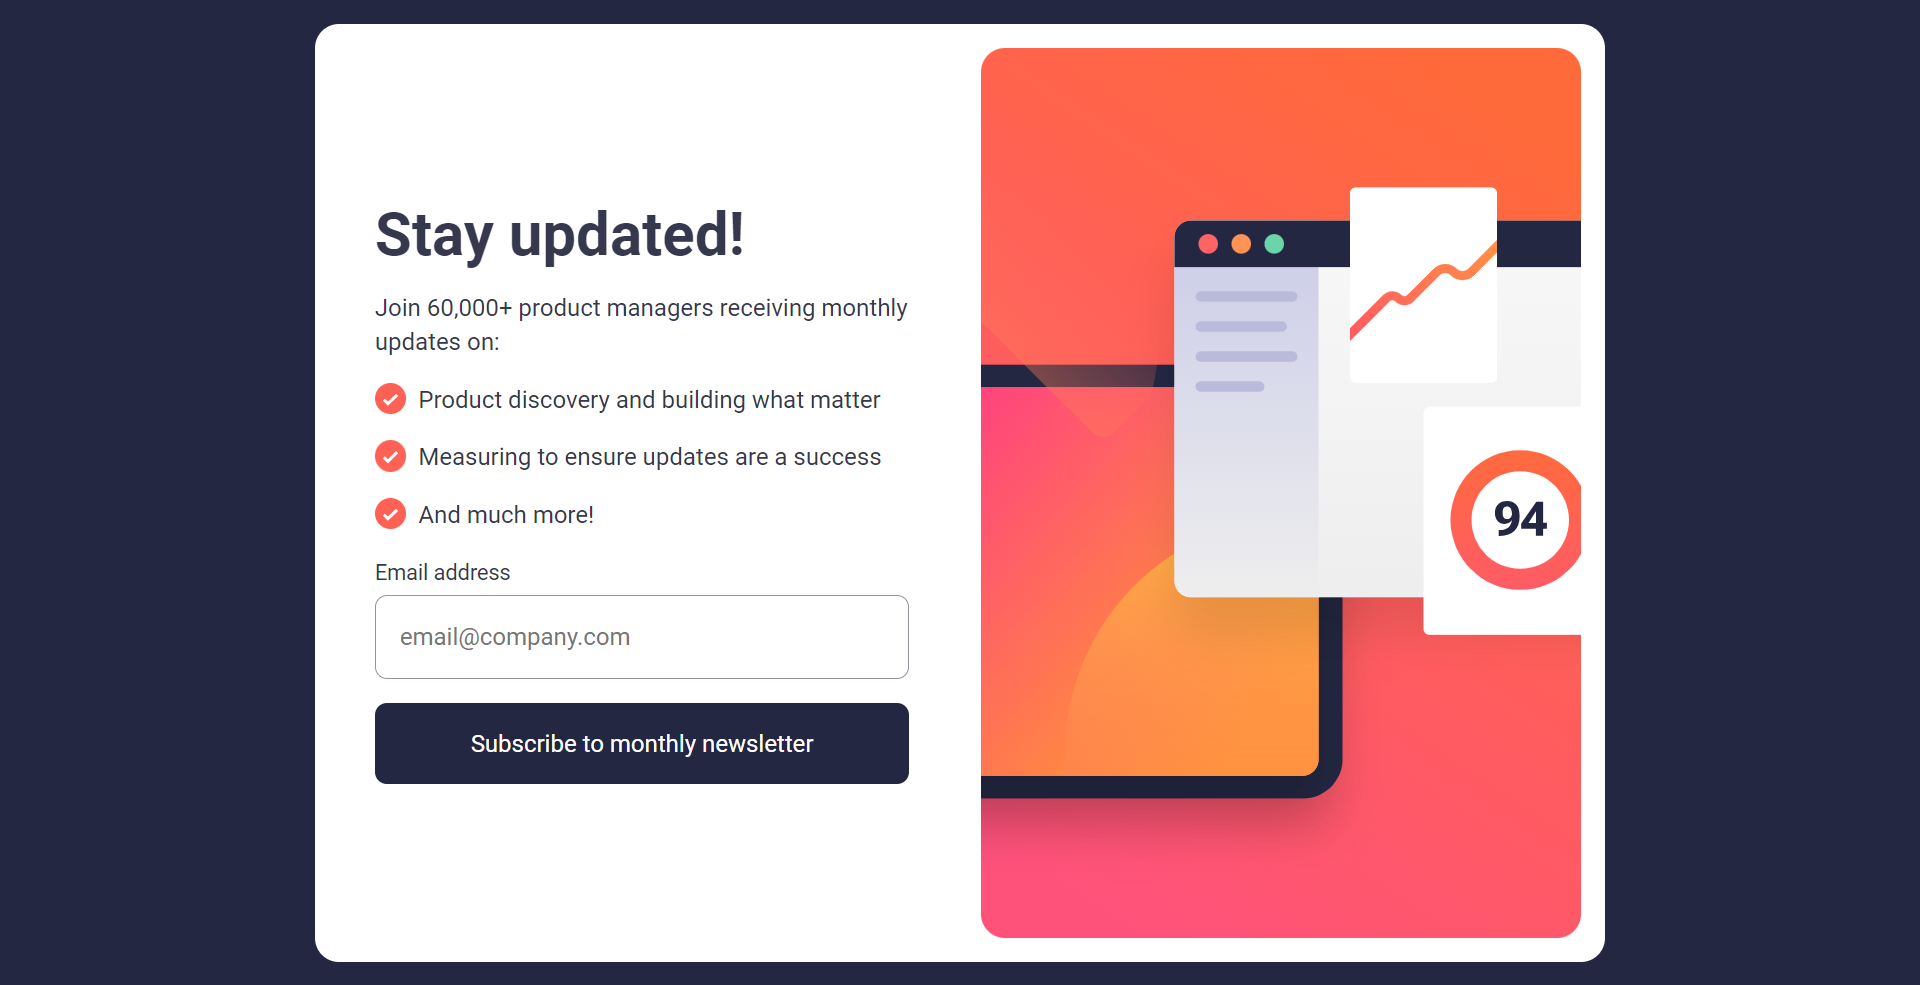 Stay updated!
Join 60,000+ product managers receiving monthly
updates on:
Product discovery and building what matter
Measuring to ensure updates are a success
And much more!
Email address
email@company.com
Subscribe to monthly newsletter
94